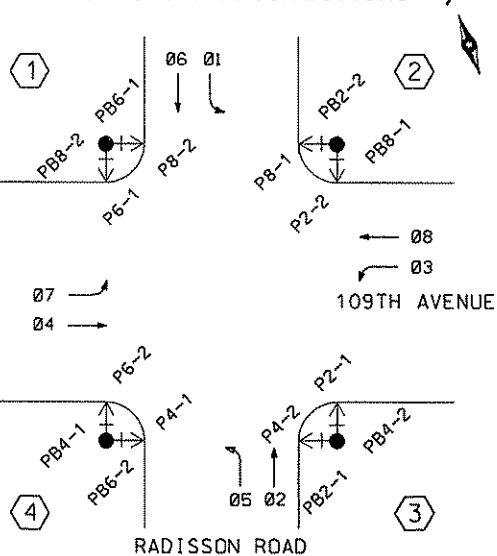 1
06 01
2
PB6-1
PB2-2
PB8-2
P8-2
P8-1
PB8-1
P6-1
P2-2
08
03
07
04
109TH AVENUE
P6-2
P2-1
PB4-1
P4-1
P4-2
PB4-2
PB6-2
PB2-1
4
05 02
3
RADISSON ROAD